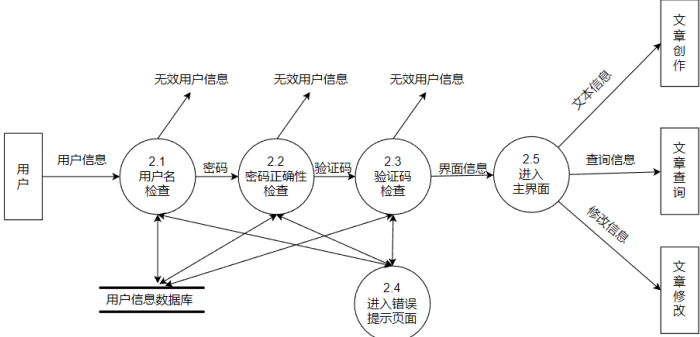 文
章
创
作
无效用户信息
无效用户信息
无效用户信息
文本信息
用
户
用户信息
2.1
用户名
检查
密码
2.2
密码正确性
检查
验证码
2.3
验证码
检查
界面信息
2.5
进入
主界面
查询信息
文
章
查
询
修改信息
用户信息数据库
2.4
进入错误
提示页面
文
章
修
改